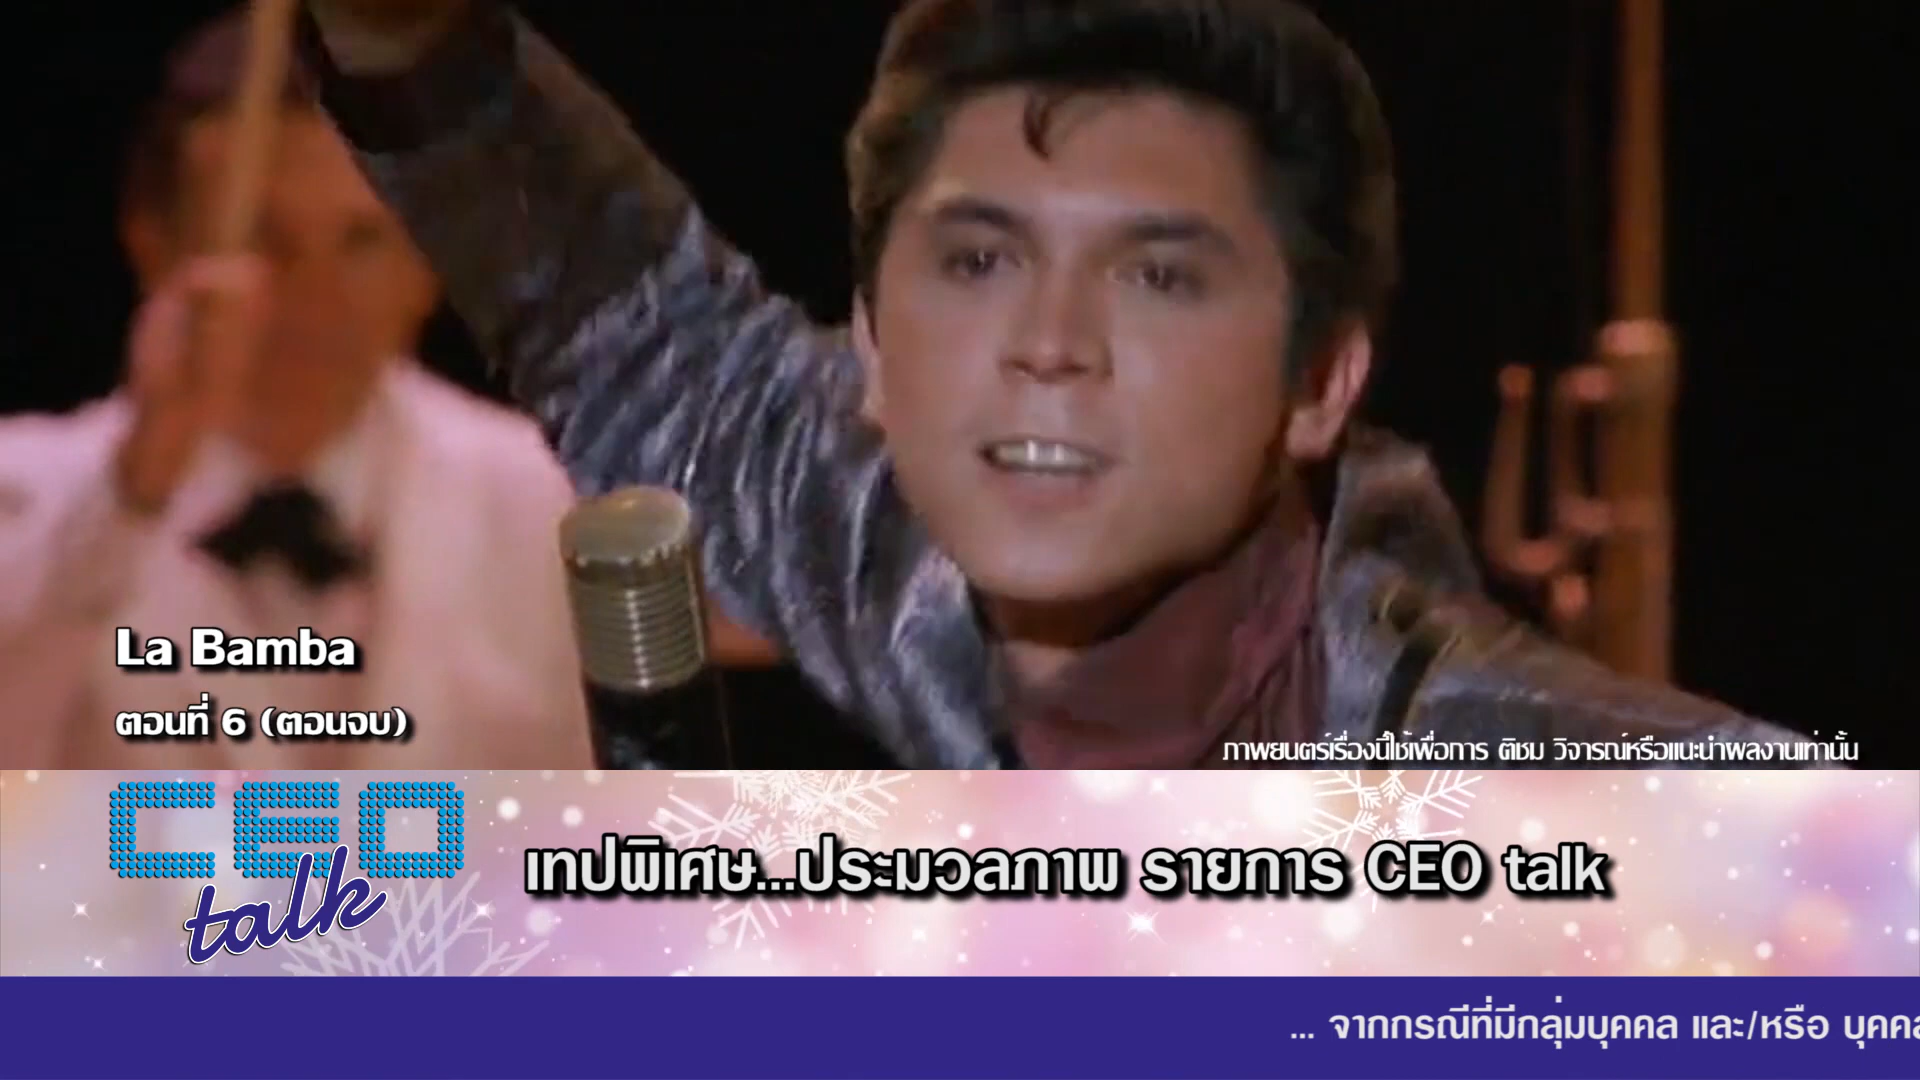 La Bamba
ตอนที่ 6 (ตอนจบ)
ภาพยนตร์เรื่องนี้ใช้เพื่อการ ติชม วิจารณ์หรือแนะนำผลงานเท่านั้น
CEO
talk
เทปพิเศษ...ประมวลภาพ รายการ CEO talk
... จากกรณีที่มีกลุ่มบุคคล และ/หรือ